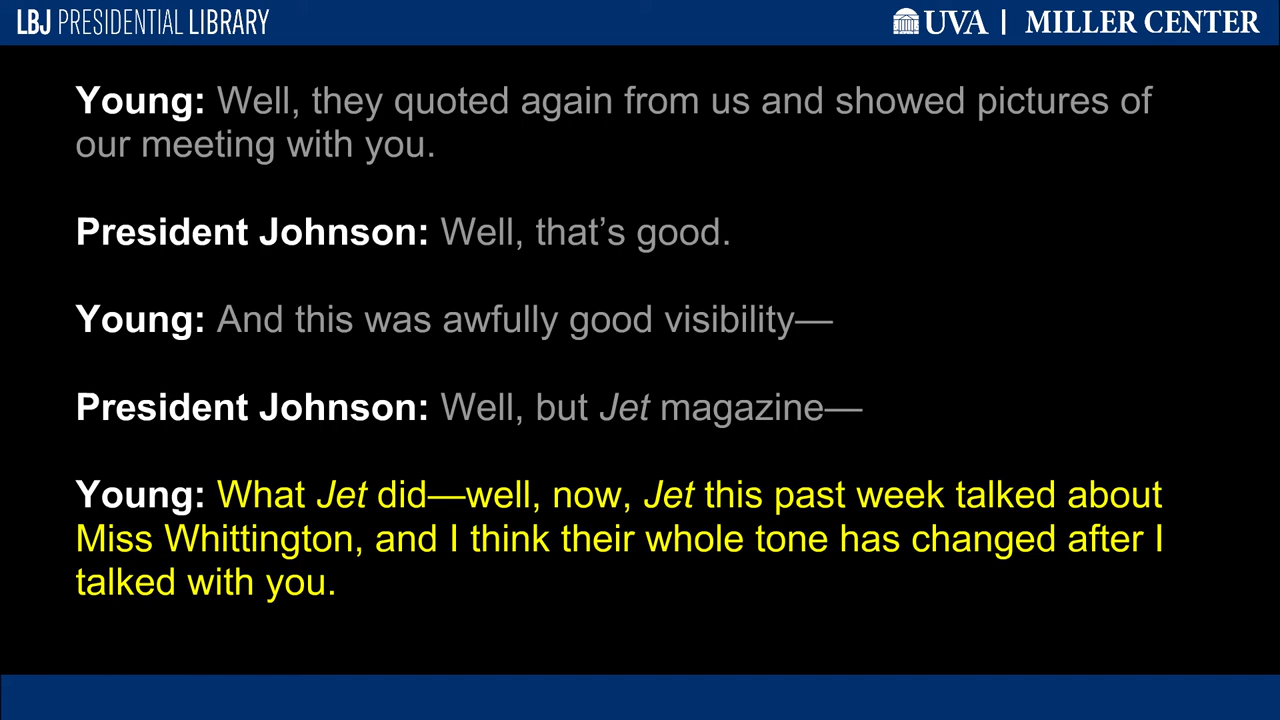 LBJ PRESIDENTIAL LIBRARY
UVA | MILLER CENTER
Young: Well, they quoted again from us and showed pictures of
our meeting with you.
President Johnson: Well, that’s good.
Young: And this was awfully good visibility—
President Johnson: Well, but Jet magazine—
Young: What Jet did—well, now, Jet this past week talked about
Miss Whittington, and I think their whole tone has changed after I
talked with you.